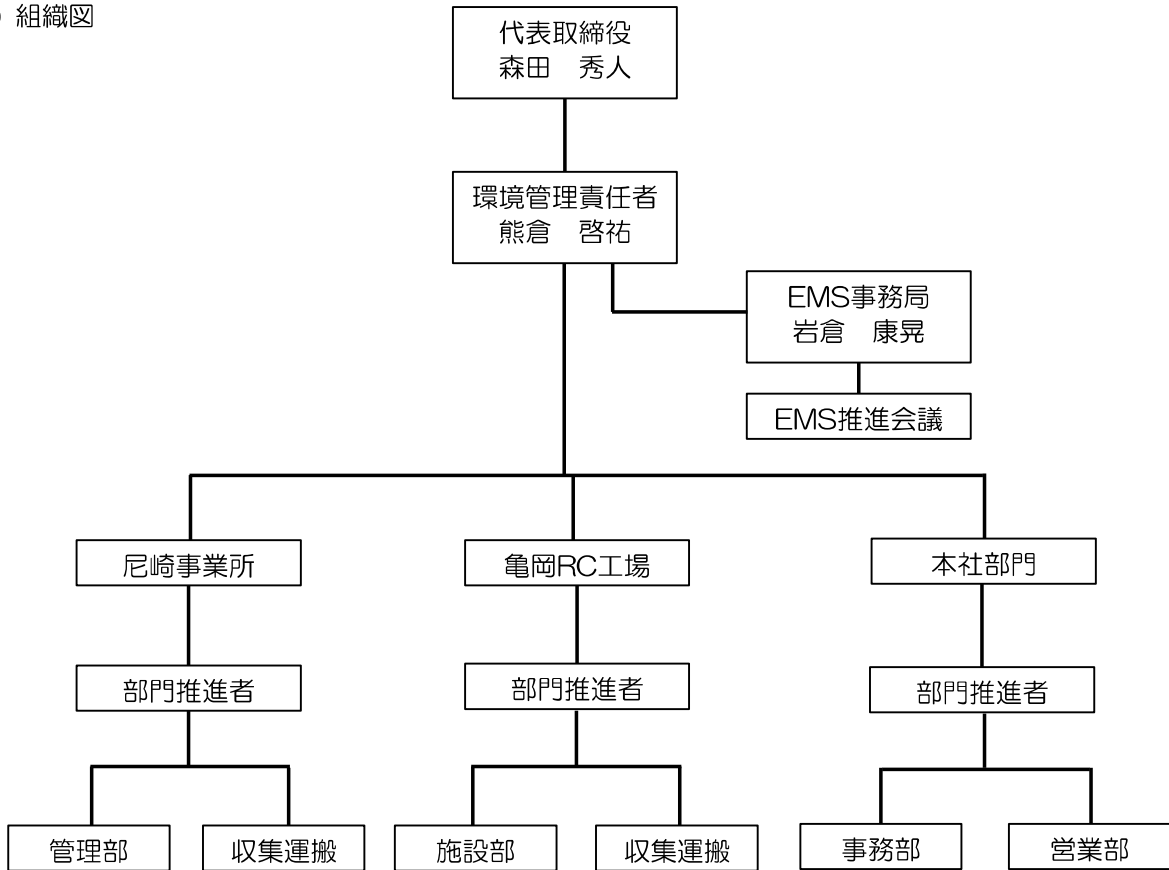 ) 組織図
代表取締役
森田　秀人
環境管理責任者
熊倉　啓祐
EMS事務局
岩倉　康晃
EMS推進会議
尼崎事業所
亀岡RC工場
本社部門
部門推進者
部門推進者
部門推進者
管理部
収集運搬
施設部
収集運搬
事務部
営業部